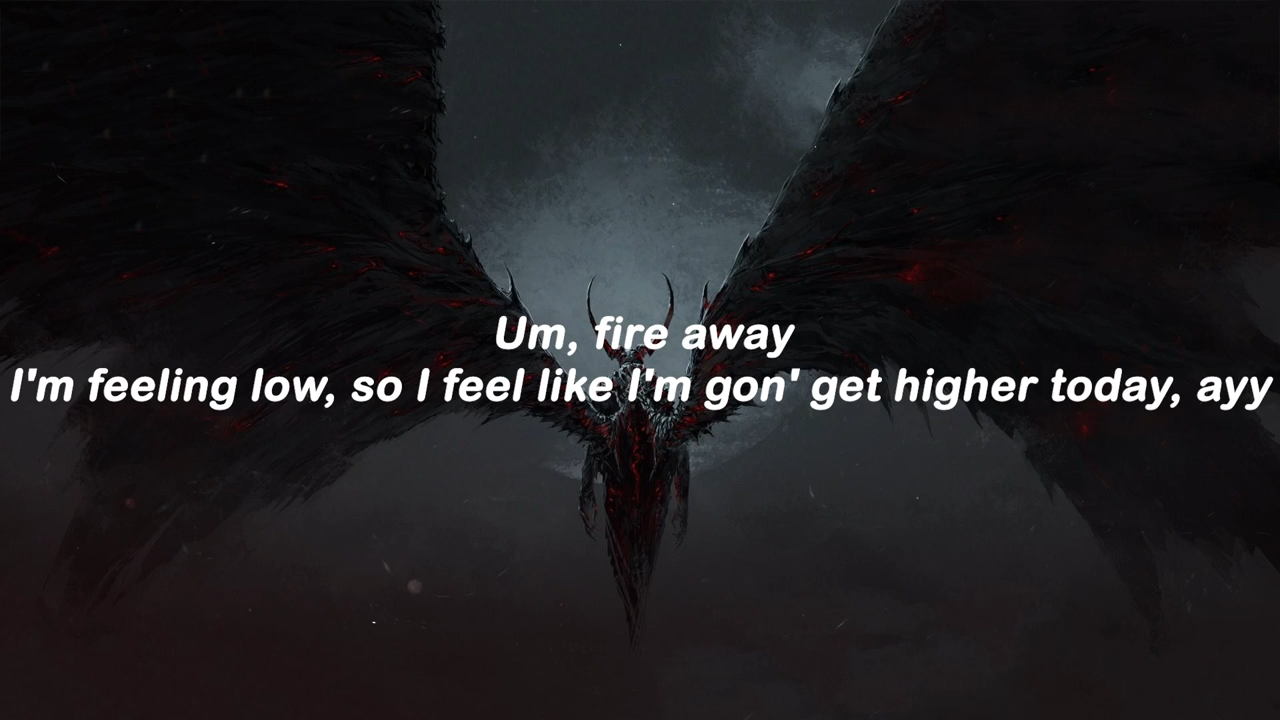 Um, fire away
I'm feeling low, so I feel like I'm gon' get higher today, ayy